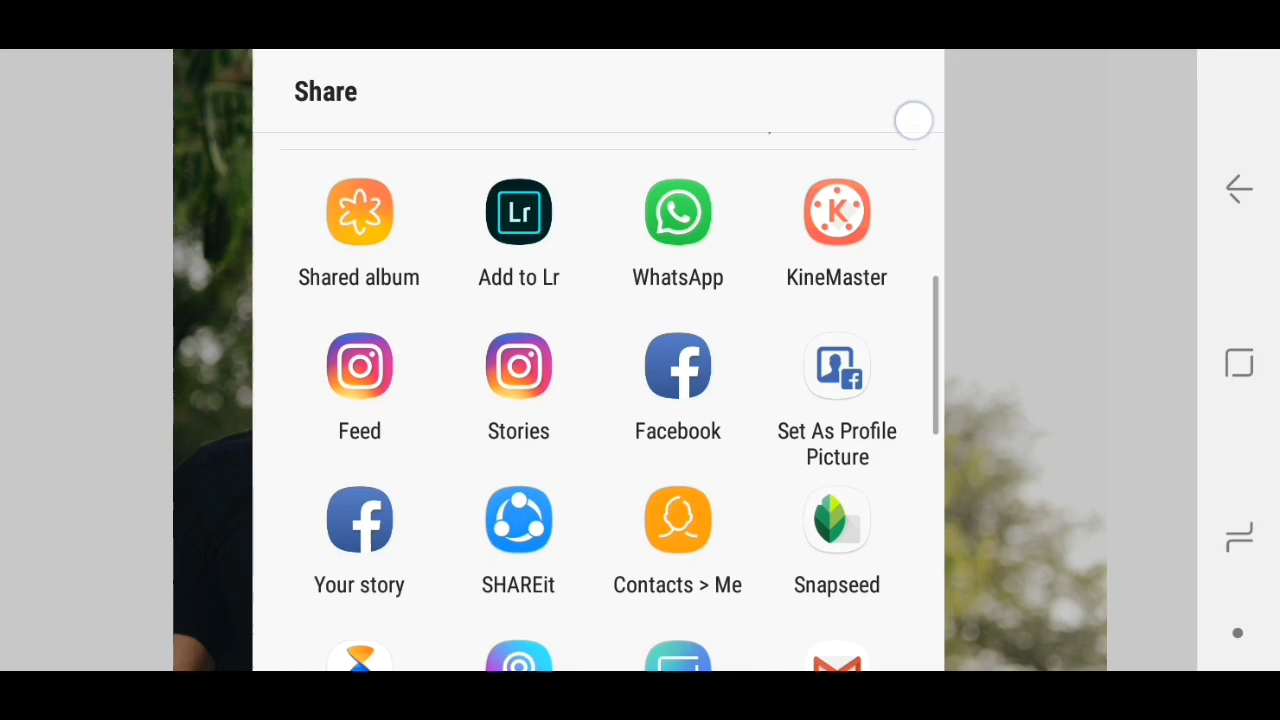 Share
Shared album
Lr
Add to Lr
WhatsApp
K
KineMaster
Feed
Stories
Facebook
Set As Profile
Picture
Your story
SHAREit
Contacts > Me
Snapseed